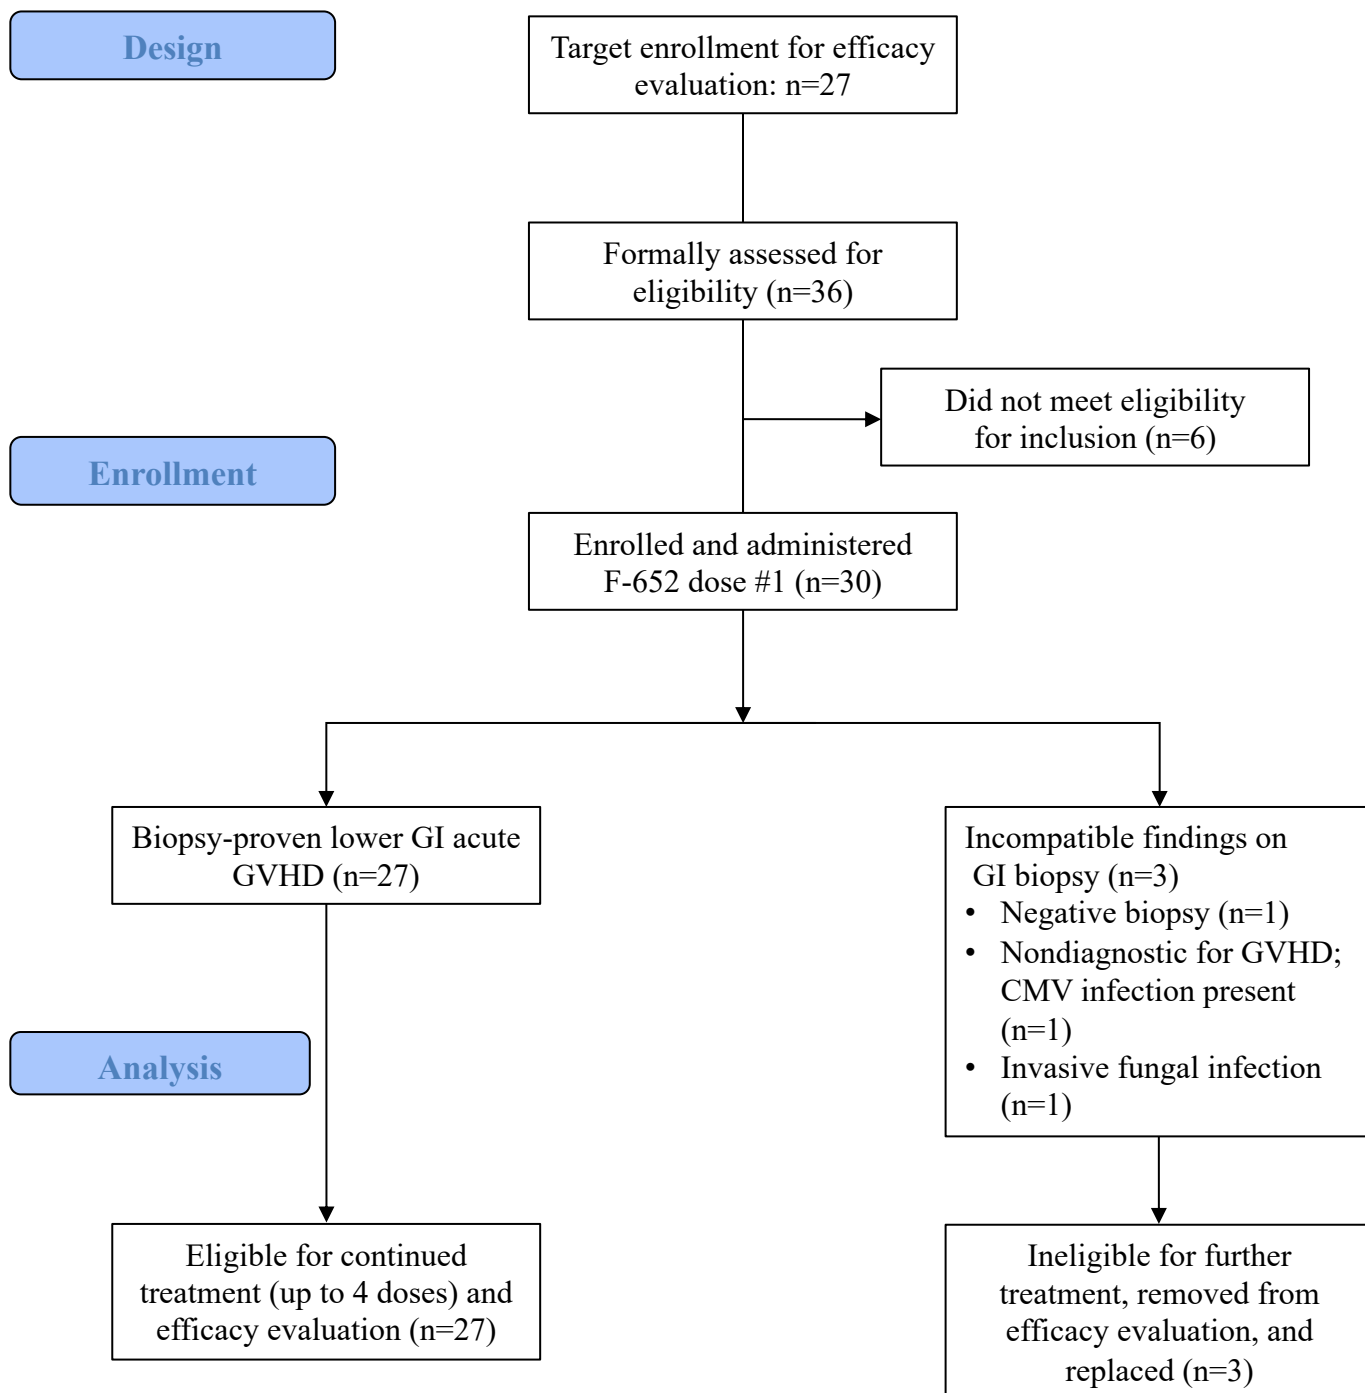 Design
Target enrollment for efficacy
evaluation: n=27
Formally assessed for
eligibility (n=36)
Did not meet eligibility
for inclusion (n=6)
Enrollment
Enrolled and administered
F-652 dose #1 (n=30)
Biopsy-proven lower GI acute
GVHD (n=27)
Incompatible findings on
GI biopsy (n=3)
• Negative biopsy (n=1)
• Nondiagnostic for GVHD;
CMV infection present
(n=1)
• Invasive fungal infection
(n=1)
Analysis
Eligible for continued
treatment (up to 4 doses) and
efficacy evaluation (n=27)
Ineligible for further
treatment, removed from
efficacy evaluation, and
replaced (n=3)